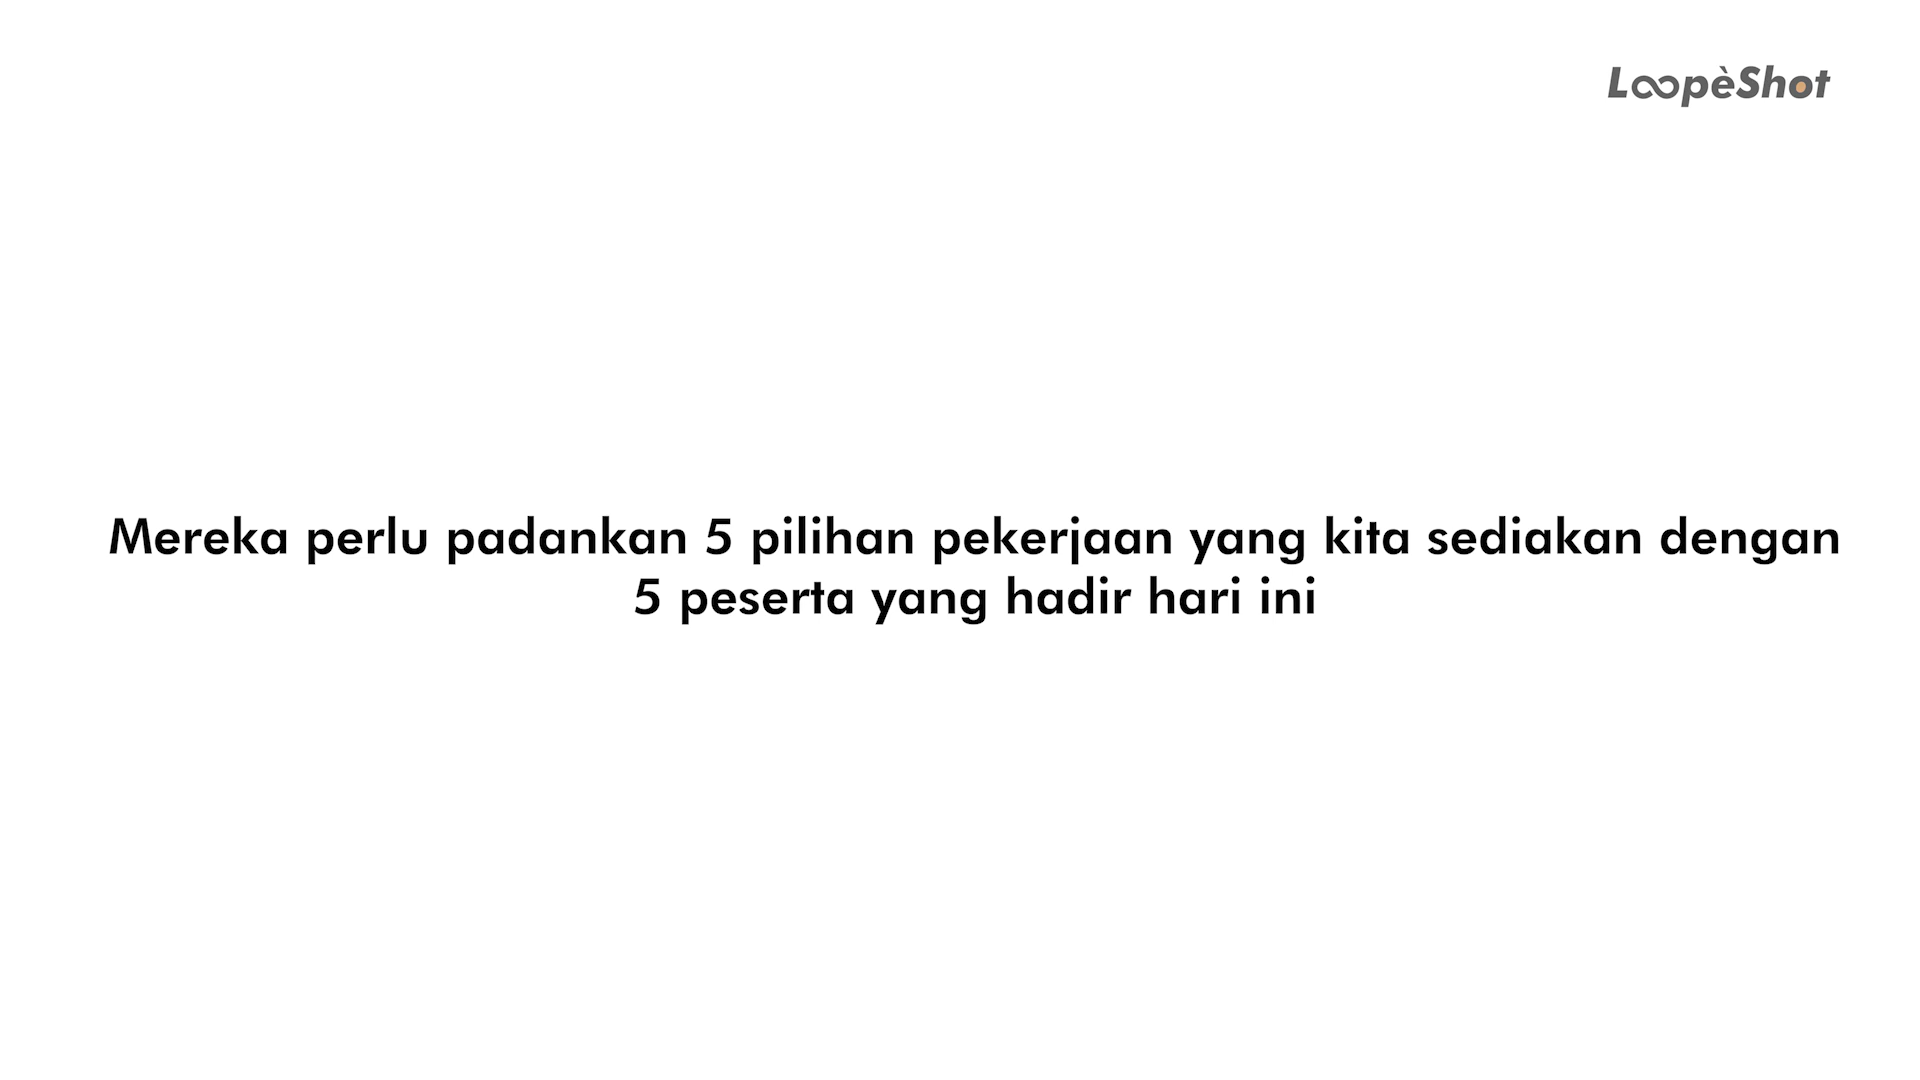 LoopèShot
Mereka perlu padankan 5 pilihan pekerjaan yang kita sediakan dengan
5 peserta yang hadir hari ini